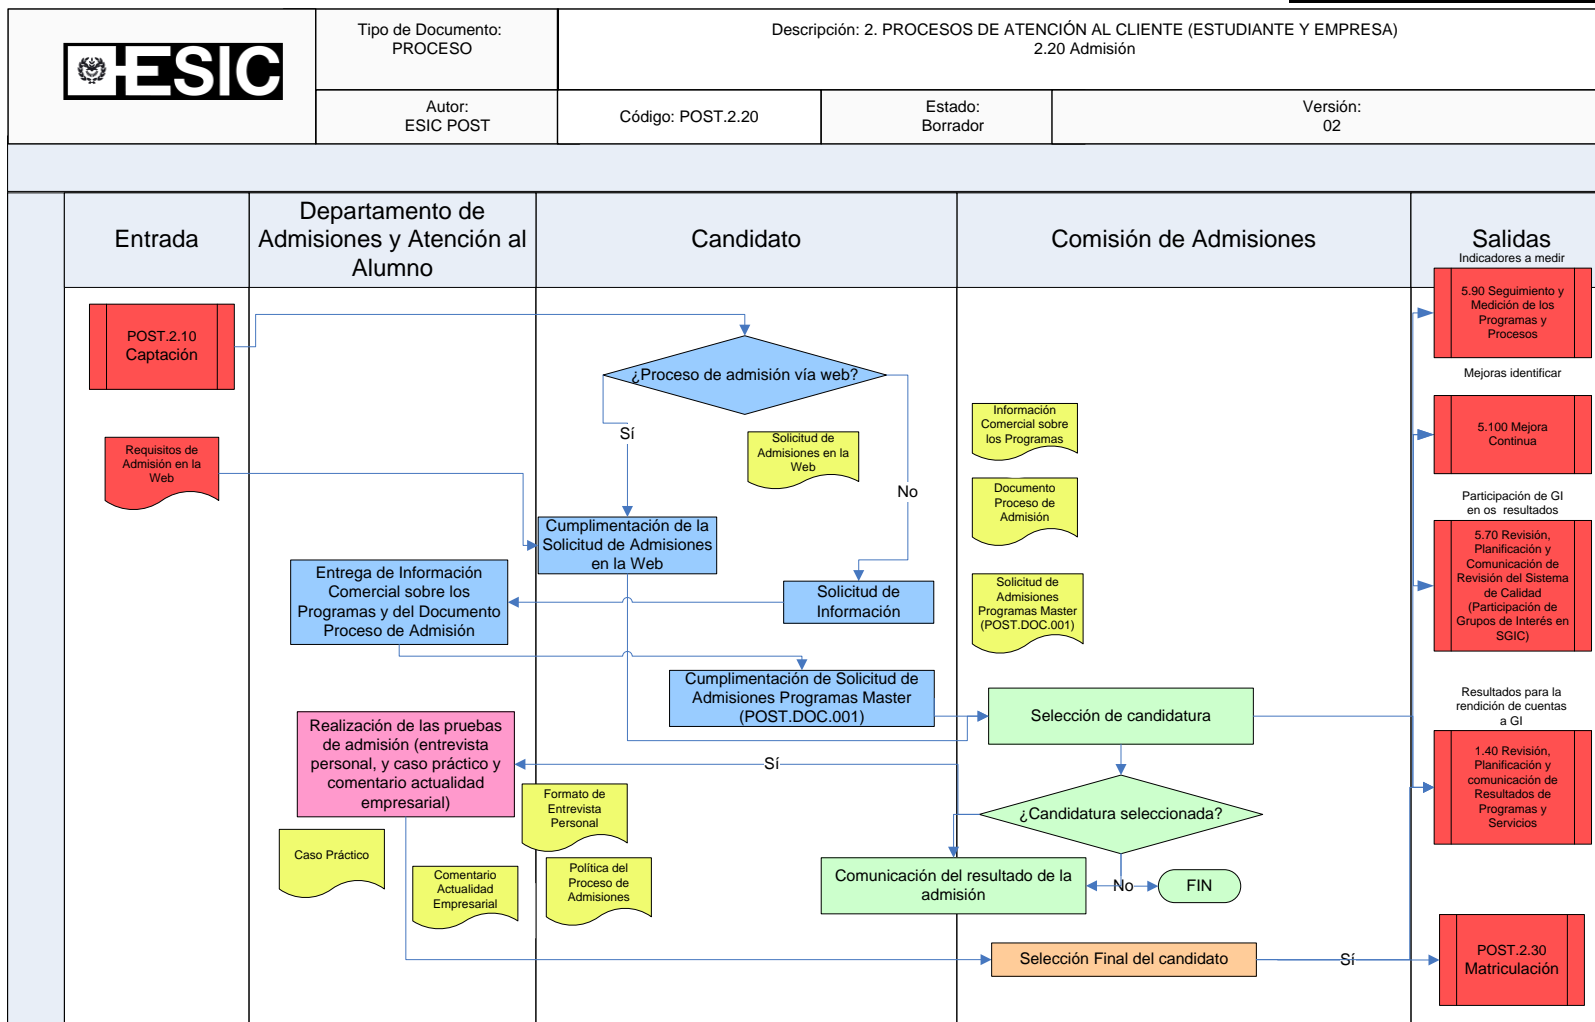 ESIC
Tipo de Documento:
PROCESO
Descripción: 2. PROCESOS DE ATENCIÓN AL CLIENTE (ESTUDIANTE Y EMPRESA)
2.20 Admisión
Autor:
ESIC POST
Código: POST.2.20
Estado:
Borrador
Versión:
02
Entrada
Departamento de
Admisiones y Atención al
Alumno
Candidato
Comisión de Admisiones
Salidas
Indicadores a medir
POST.2.10
Captación
¿Proceso de admisión vía web?
5.90 Seguimiento y
Medición de los
Programas y
Procesos
Mejoras identificar
Requisitos de
Admisión en la
Web
Sí
Solicitud de
Admisiones en la
Web
No
Información
Comercial sobre
los Programas
5.100 Mejora
Continua
Documento
Proceso de
Admisión
Participación de GI
en os  resultados
Cumplimentación de la
Solicitud de Admisiones
en la Web
5.70 Revisión,
Planificación y
Comunicación de
Revisión del Sistema
de Calidad
(Participación de
Grupos de Interés en
SGIC)
Entrega de Información
Comercial sobre los
Programas y del Documento
Proceso de Admisión
Solicitud de
Información
Solicitud de
Admisiones
Programas Master
(POST.DOC.001)
Cumplimentación de Solicitud de
Admisiones Programas Master
(POST.DOC.001)
Selección de candidatura
Resultados para la
rendición de cuentas
a GI
Realización de las pruebas
de admisión (entrevista
personal, y caso práctico y
comentario actualidad
empresarial)
Sí
1.40 Revisión,
Planificación y
comunicación de
Resultados de
Programas y
Servicios
Formato de
Entrevista
Personal
¿Candidatura seleccionada?
Caso Práctico
Comentario
Actualidad
Empresarial
Política del
Proceso de
Admisiones
Comunicación del resultado de la
admisión
No
FIN
Selección Final del candidato
Sí
POST.2.30
Matriculación